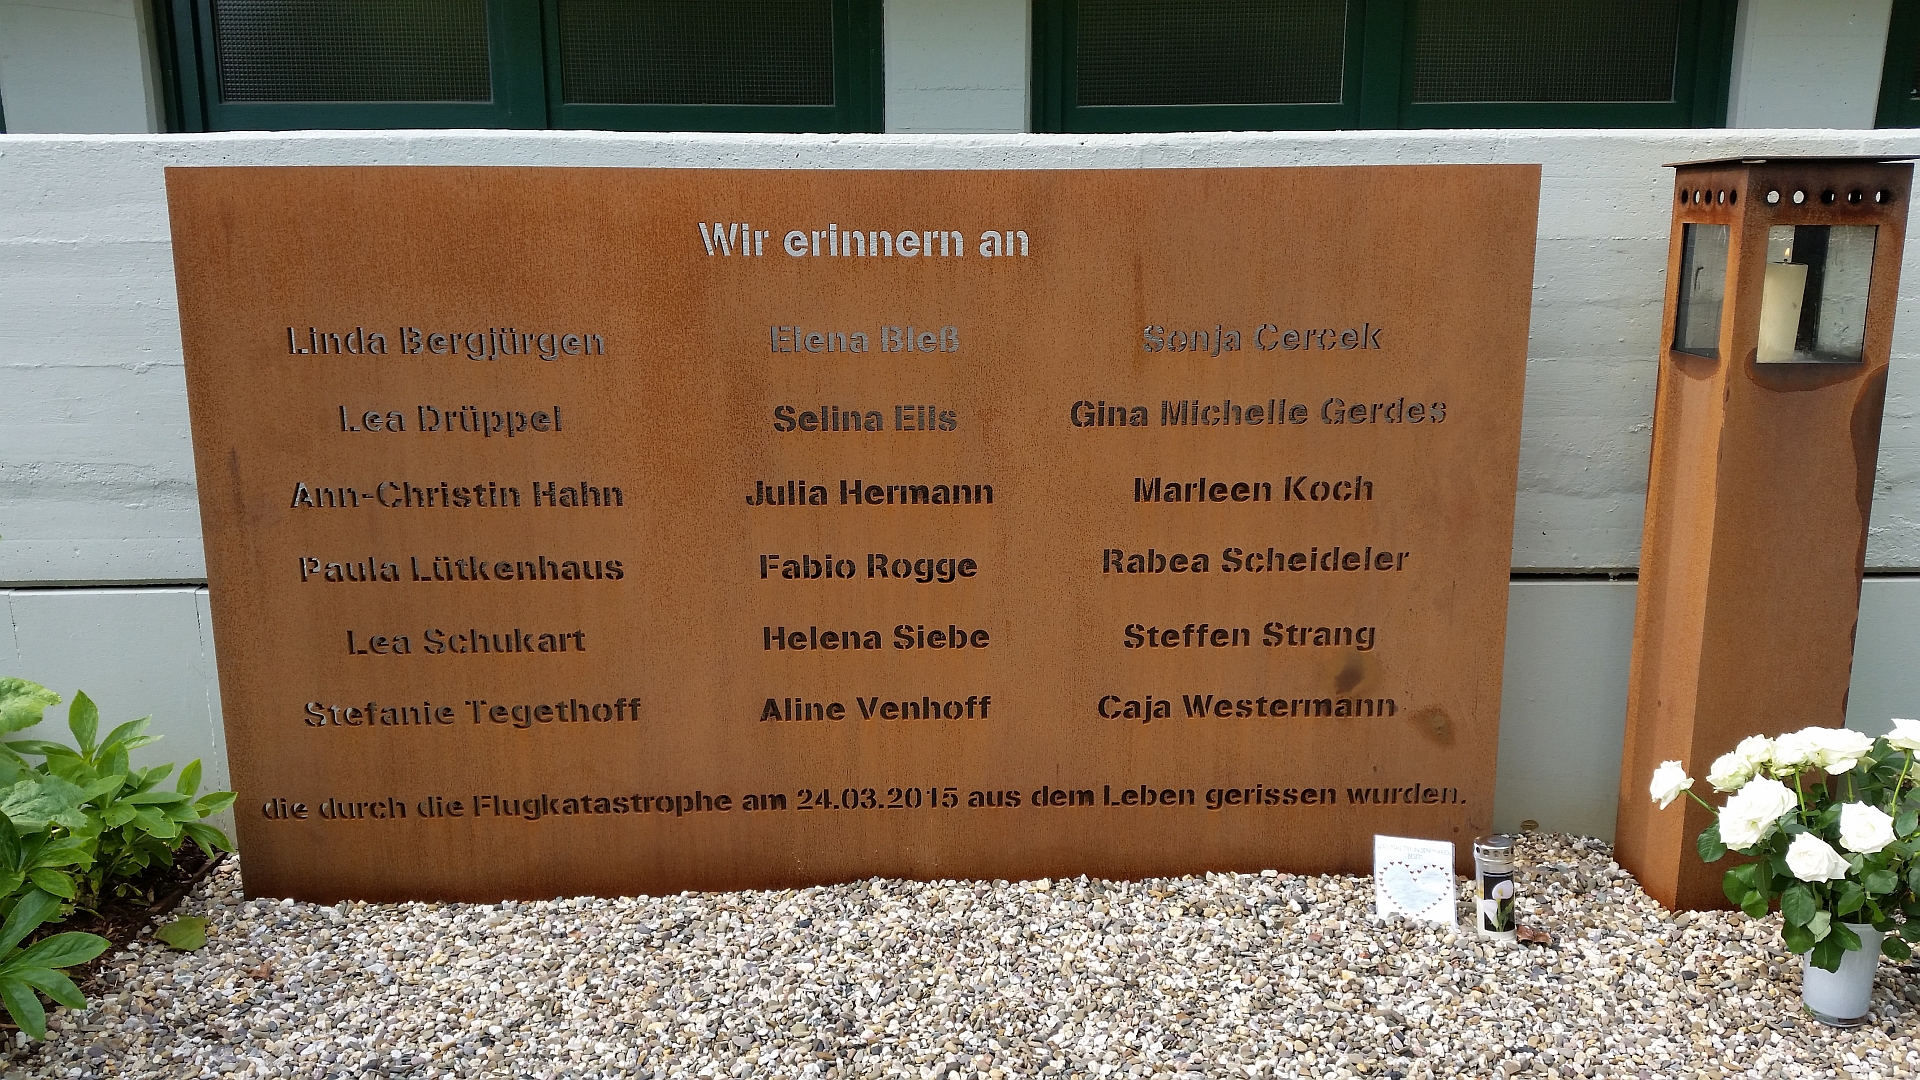 Wir erinnern an
Linda Bergjürgen Elena Bleß Sonja Cercek
Lea Drüppel Selina Eils Gina Michelle Gerdes
Ann-Christin Hahn Julia Hermann Marleen Koch
Paula Lütkenhaus Fabio Rogge Rabea Scheideler
Lea Schukart Helena Siebe Steffen Strang
Stefanie Tegethoff Aline Venhoff Caja Westermann
die durch die Flugkatastrophe am 24.03.2015 aus dem Leben gerissen wurden.